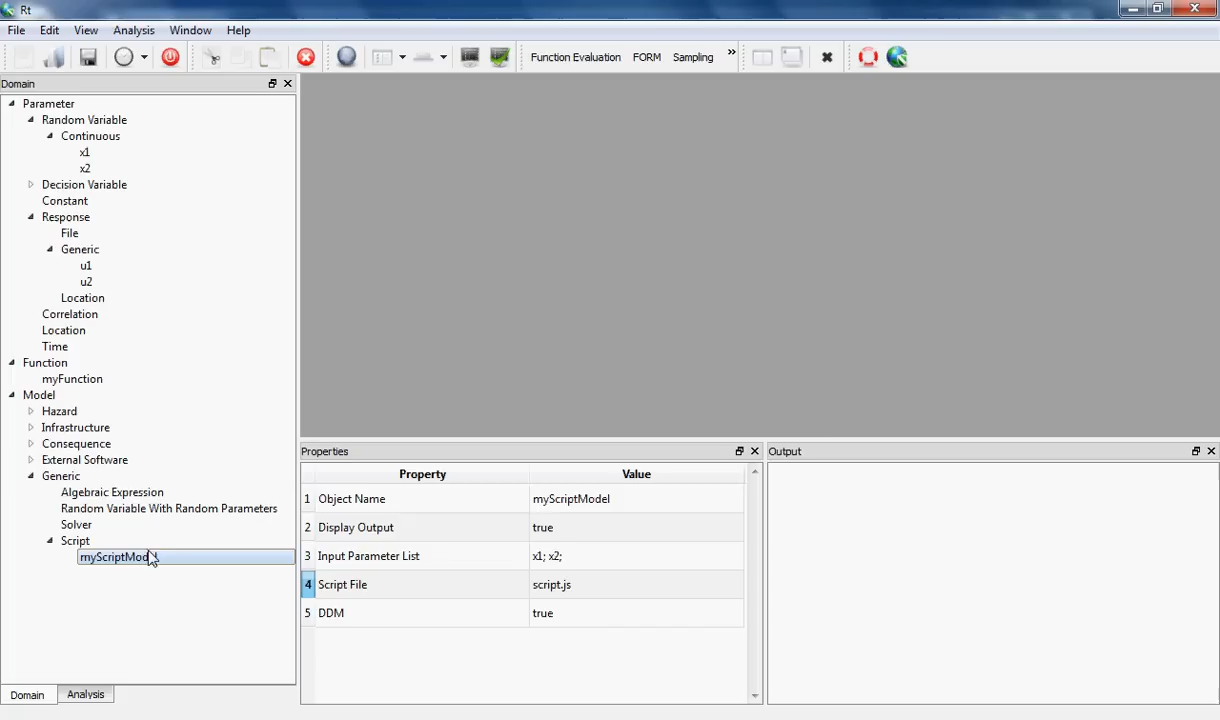 Rt
File Edit View Analysis Window Help
Function Evaluation FORM Sampling »
Domain
Parameter
Random Variable
Continuous
x1
x2
Decision Variable
Constant
Response
File
Generic
u1
u2
Location
Correlation
Location
Time
Function
myFunction
Model
Hazard
Infrastructure
Consequence
External Software
Generic
Algebraic Expression
Random Variable With Random Parameters
Solver
Script
myScriptModel
Domain Analysis
Properties
Property Value
1 Object Name myScriptModel
2 Display Output true
3 Input Parameter List x1; x2;
4 Script File script.js
5 DDM true
Output